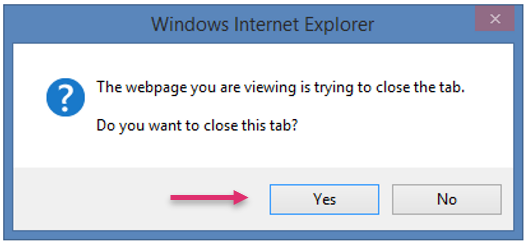 Windows Internet Explorer
The webpage you are viewing is trying to close the tab.
Do you want to close this tab?
Yes
No